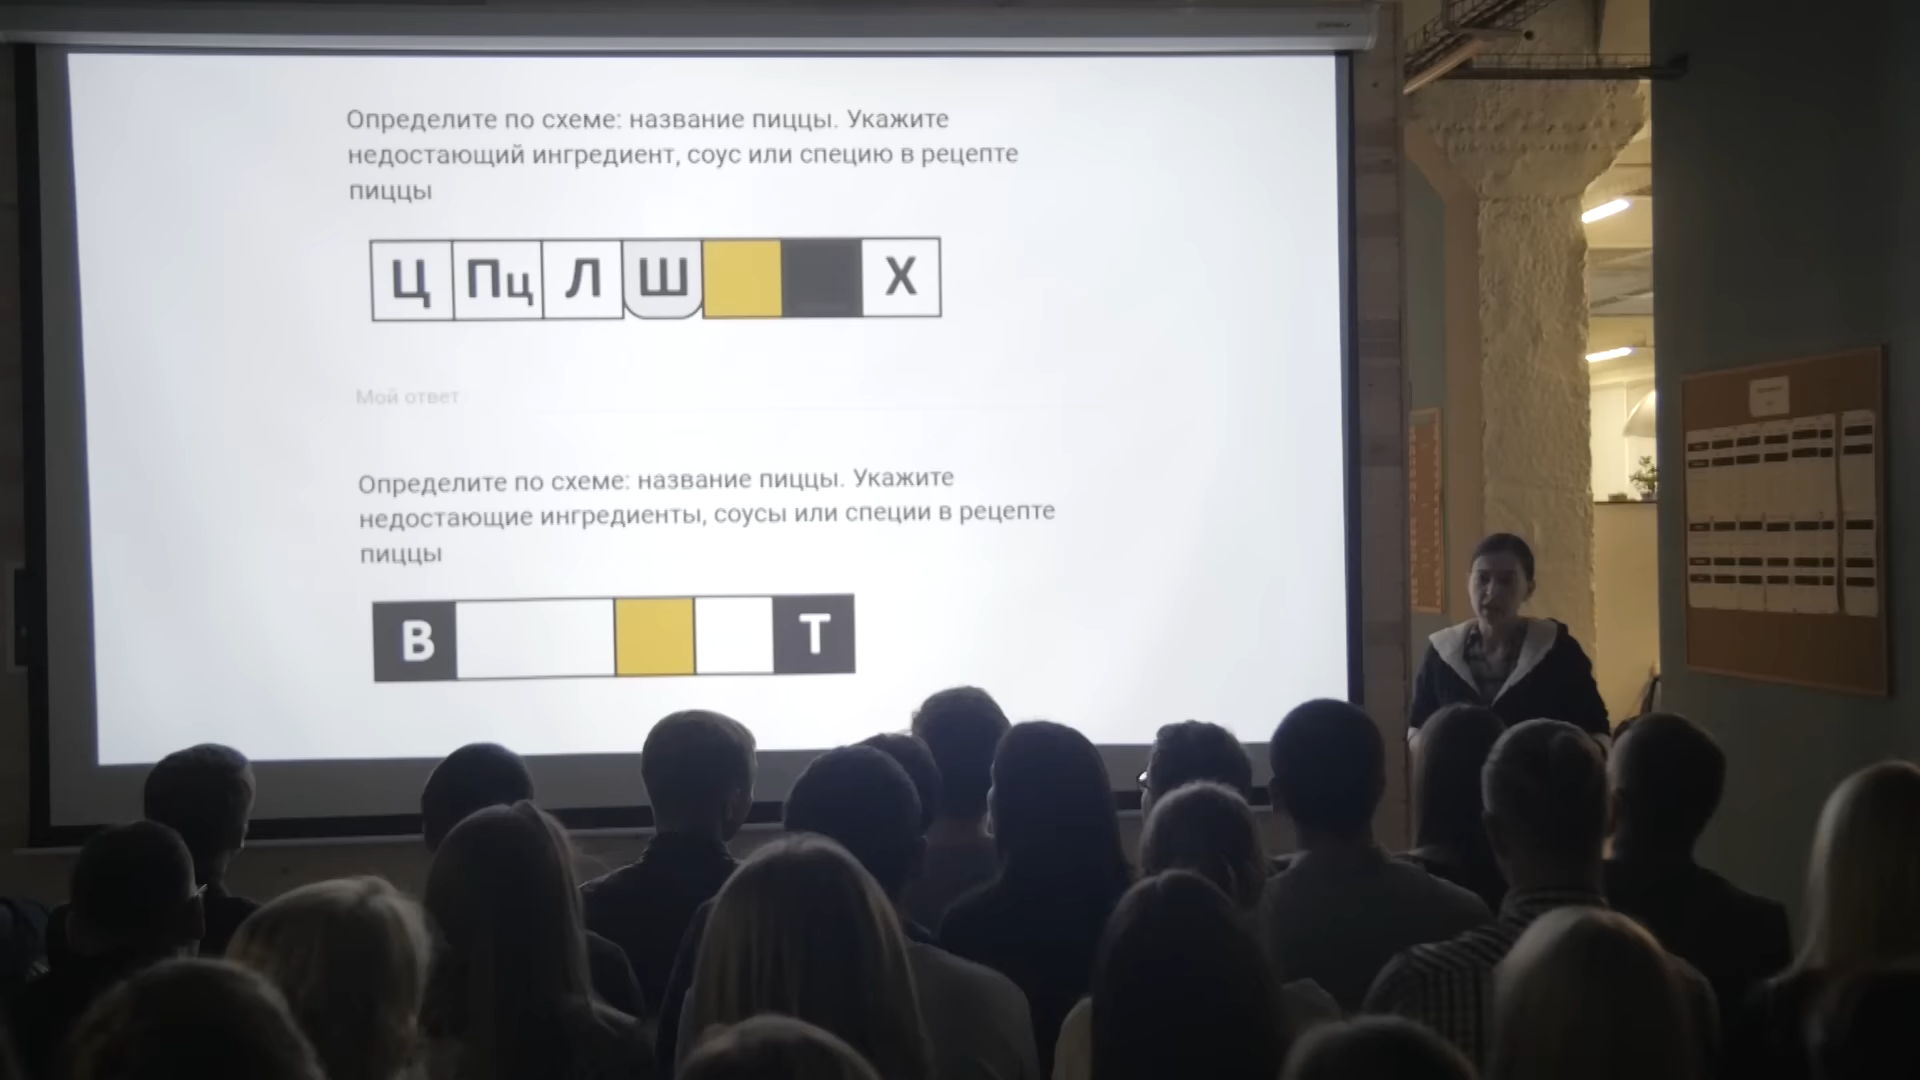 Определите по схеме: название пиццы. Укажите
недостающий ингредиент, соус или специю в рецепте
пиццы
Ц Пц Л Ш Х
Мой ответ
Определите по схеме: название пиццы. Укажите
недостающие ингредиенты, соусы или специи в рецепте
пиццы
В Т